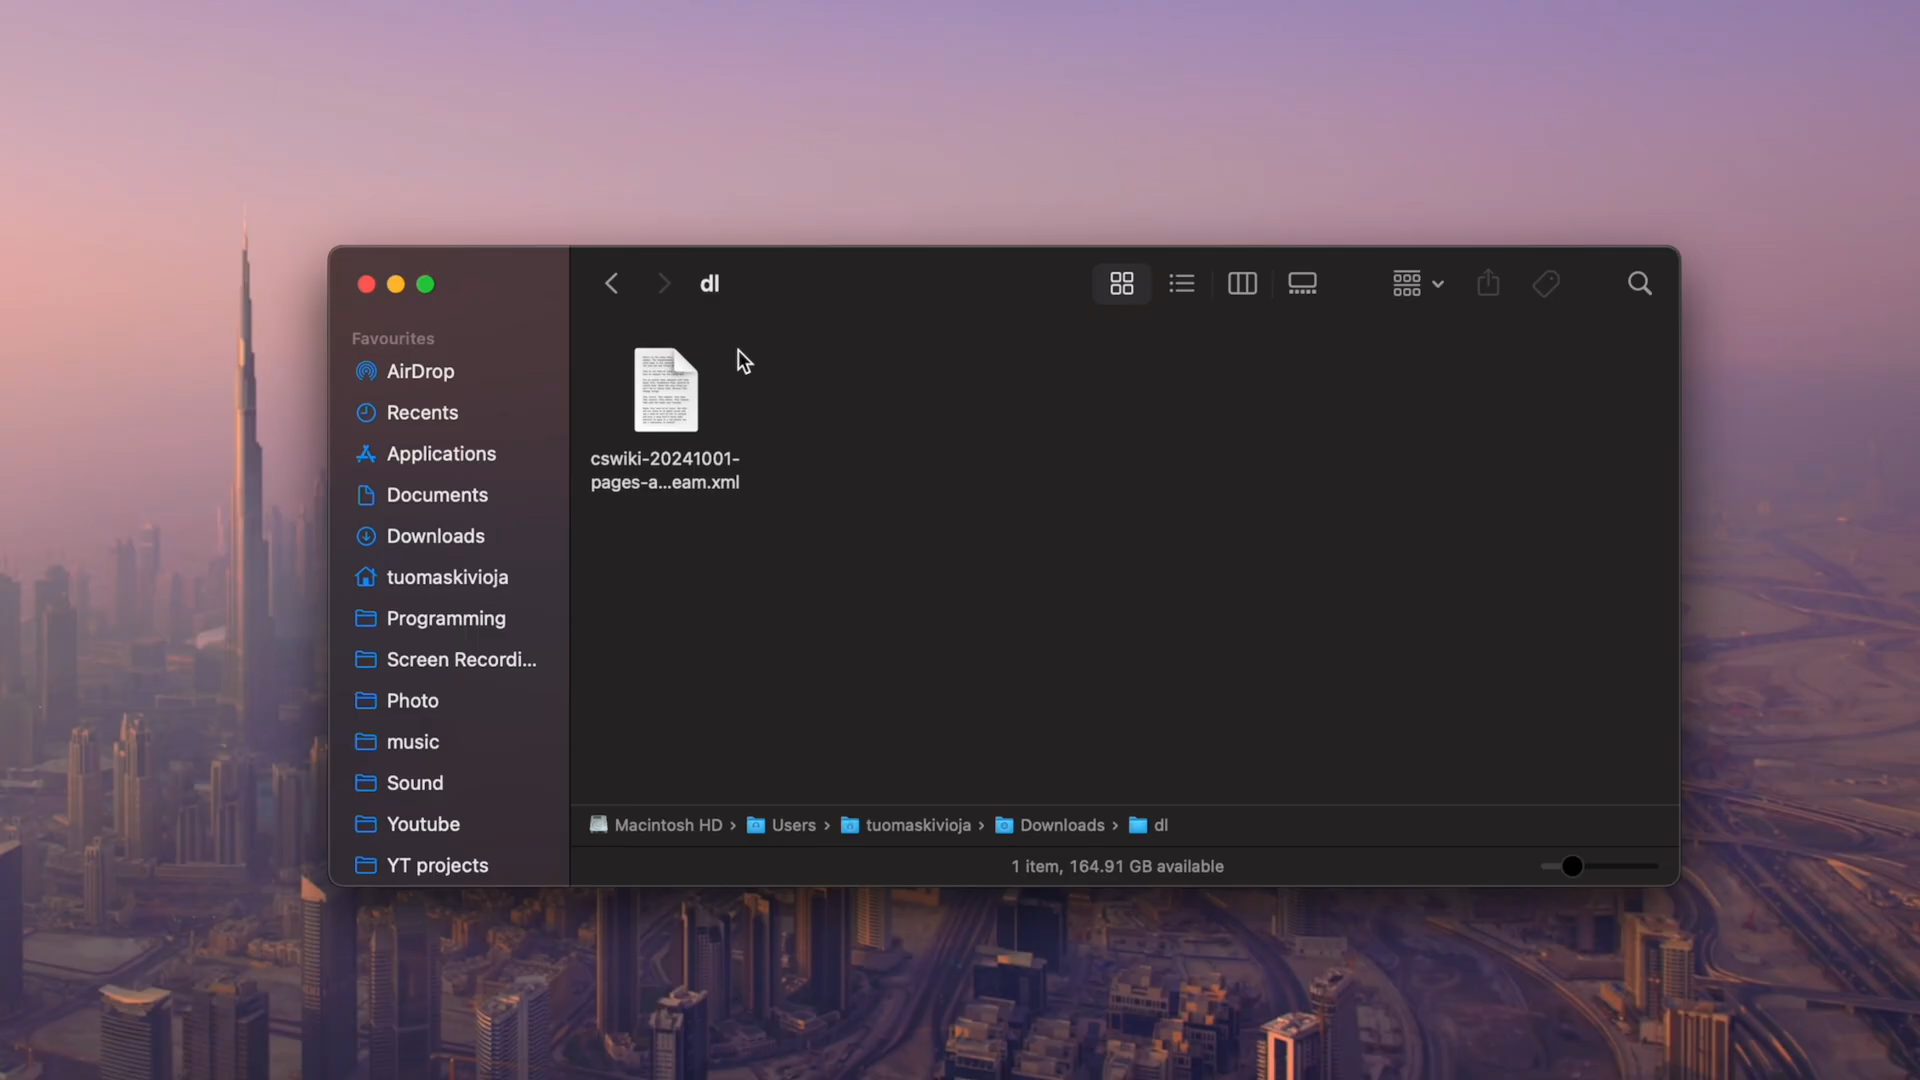 dl
Favourites
AirDrop
Recents
Applications
Documents
Downloads
tuomaskivioja
Programming
Screen Recordi...
Photo
music
Sound
Youtube
YT projects
cswiki-20241001-
pages-a...eam.xml
Macintosh HD › Users › tuomaskivioja › Downloads › dl
1 item, 164.91 GB available